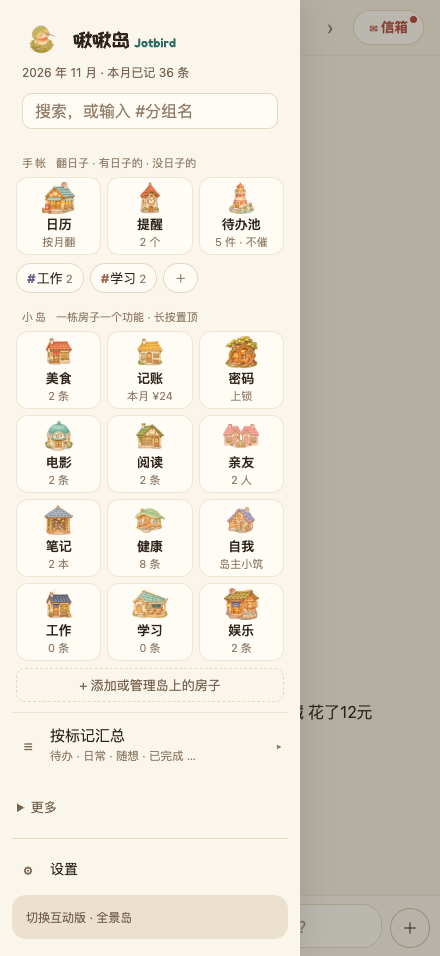 啾啾岛 Jotbird
› ✉ 信箱
2026 年 11 月 · 本月已记 36 条
搜索，或输入 #分组名
手帐 翻日子 · 有日子的 · 没日子的
日历 提醒 待办池
按月翻 2 个 5 件 · 不催
#工作 2 #学习 2 +
小岛 一栋房子一个功能 · 长按置顶
美食 记账 密码
2 条 本月 ¥24 上锁
电影 阅读 亲友
2 条 2 条 2 人
笔记 健康 自我
2 本 8 条 岛主小筑
工作 学习 娱乐
0 条 0 条 2 条
+ 添加或管理岛上的房子
花了12元
≡ 按标记汇总 ▸
待办 · 日常 · 随想 · 已完成 ...
▶ 更多
⚙ 设置
切换互动版 · 全景岛
? +